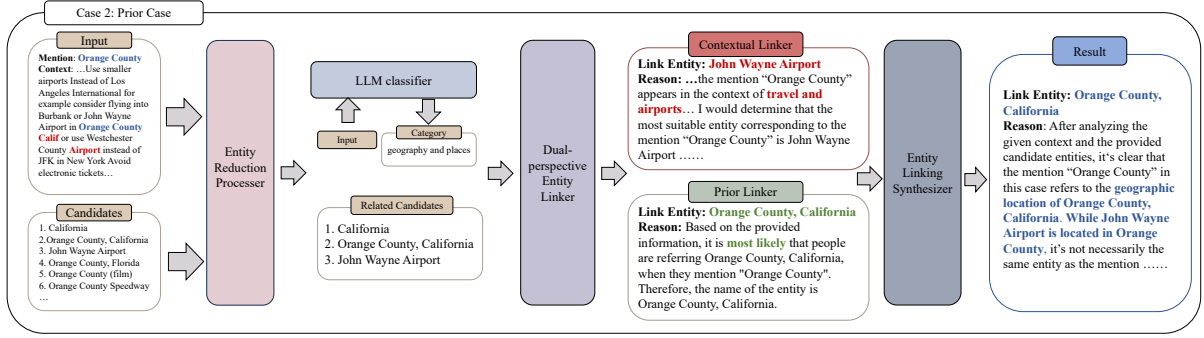 Case 2: Prior Case
Input
Mention: Orange County
Context: …Use smaller
airports Instead of Los
Angeles International for
example consider flying into
Burbank or John Wayne
Airport in Orange County
Calif or use Westchester
County Airport instead of
JFK in New York Avoid
electronic tickets…
Candidates
1. California
2.Orange County, California
3. John Wayne Airport
4. Orange County, Florida
5. Orange County (film)
6. Orange County Speedway
…
Entity
Reduction
Processer
LLM classifier
Input
Category
geography and places
Related Candidates
1. California
2. Orange County, California
3. John Wayne Airport
Dual-
perspective
Entity
Linker
Contextual Linker
Link Entity: John Wayne Airport
Reason: …the mention “Orange County”
appears in the context of travel and
airports… I would determine that the
most suitable entity corresponding to the
mention “Orange County” is John Wayne
Airport ……
Prior Linker
Link Entity: Orange County, California
Reason: Based on the provided
information, it is most likely that people
are referring Orange County, California,
when they mention "Orange County".
Therefore, the name of the entity is
Orange County, California.
Entity
Linking
Synthesizer
Result
Link Entity: Orange County,
California
Reason: After analyzing the
given context and the provided
candidate entities, it‘s clear that
the mention “Orange County” in
this case refers to the geographic
location of Orange County,
California. While John Wayne
Airport is located in Orange
County, it’s not necessarily the
same entity as the mention ……